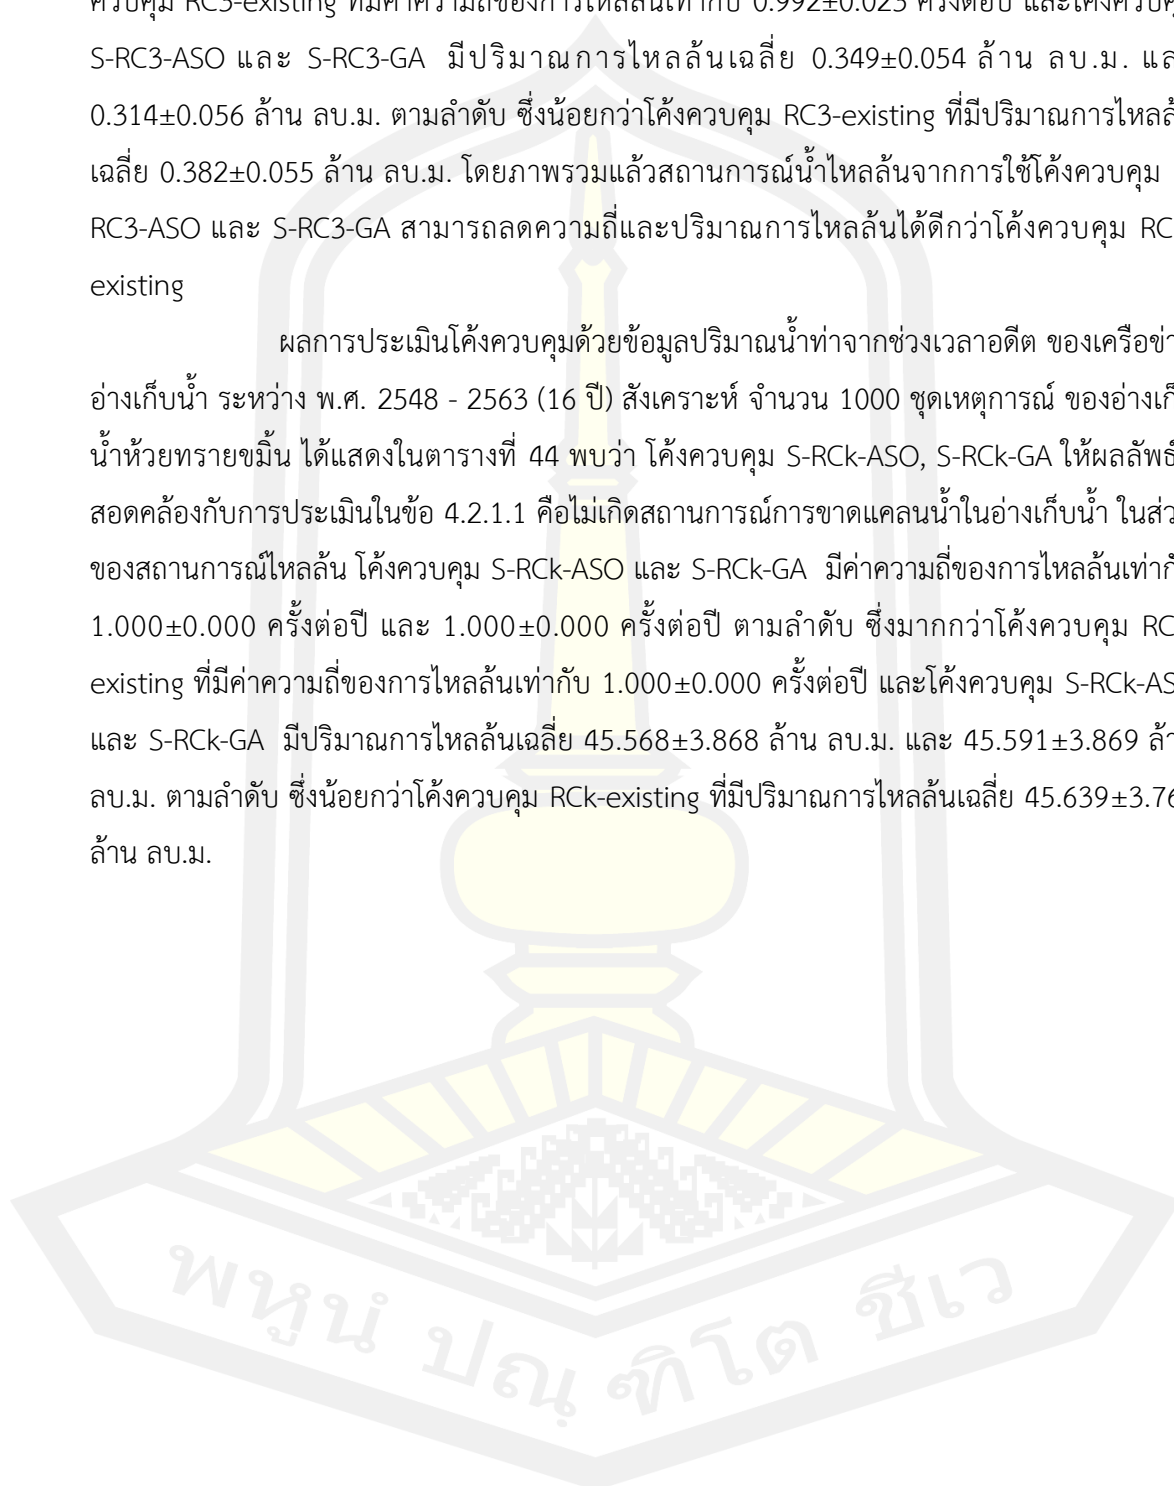 ควบคุม RC3-existing ที่มีค่าความถี่ของการไหลล้นเท่ากับ 0.992±0.023 ครั้งต่อปี และโค้งควบคุม
S-RC3-ASO และ S-RC3-GA มีปริมาณการไหลล้นเฉลี่ย 0.349±0.054 ล้าน ลบ.ม. และ
0.314±0.056 ล้าน ลบ.ม. ตามลำดับ ซึ่งน้อยกว่าโค้งควบคุม RC3-existing ที่มีปริมาณการไหลล้
เฉลี่ย 0.382±0.055 ล้าน ลบ.ม. โดยภาพรวมแล้วสถานการณ์น้ำไหลล้นจากการใช้โค้งควบคุม
RC3-ASO และ S-RC3-GA สามารถลดความถี่และปริมาณการไหลล้นได้ดีกว่าโค้งควบคุม RC
existing
ผลการประเมินโค้งควบคุมด้วยข้อมูลปริมาณน้ำท่าจากช่วงเวลาอดีต ของเครือข่า
อ่างเก็บน้ำ ระหว่าง พ.ศ. 2548 - 2563 (16 ปี) สังเคราะห์ จำนวน 1000 ชุดเหตุการณ์ ของอ่างเก็
น้ำห้วยทรายขมิ้น ได้แสดงในตารางที่ 44 พบว่า โค้งควบคุม S-RCk-ASO, S-RCk-GA ให้ผลลัพธ์
สอดคล้องกับการประเมินในข้อ 4.2.1.1 คือไม่เกิดสถานการณ์การขาดแคลนน้ำในอ่างเก็บน้ำ ในส่ว
ของสถานการณ์ไหลล้น โค้งควบคุม S-RCk-ASO และ S-RCk-GA มีค่าความถี่ของการไหลล้นเท่ากั
1.000±0.000 ครั้งต่อปี และ 1.000±0.000 ครั้งต่อปี ตามลำดับ ซึ่งมากกว่าโค้งควบคุม RC
existing ที่มีค่าความถี่ของการไหลล้นเท่ากับ 1.000±0.000 ครั้งต่อปี และโค้งควบคุม S-RCk-AS
และ S-RCk-GA มีปริมาณการไหลล้นเฉลี่ย 45.568±3.868 ล้าน ลบ.ม. และ 45.591±3.869 ล้า
ลบ.ม. ตามลำดับ ซึ่งน้อยกว่าโค้งควบคุม RCk-existing ที่มีปริมาณการไหลล้นเฉลี่ย 45.639±3.76
ล้าน ลบ.ม.
พหูนํ ปณฺฑิโต ชีเว